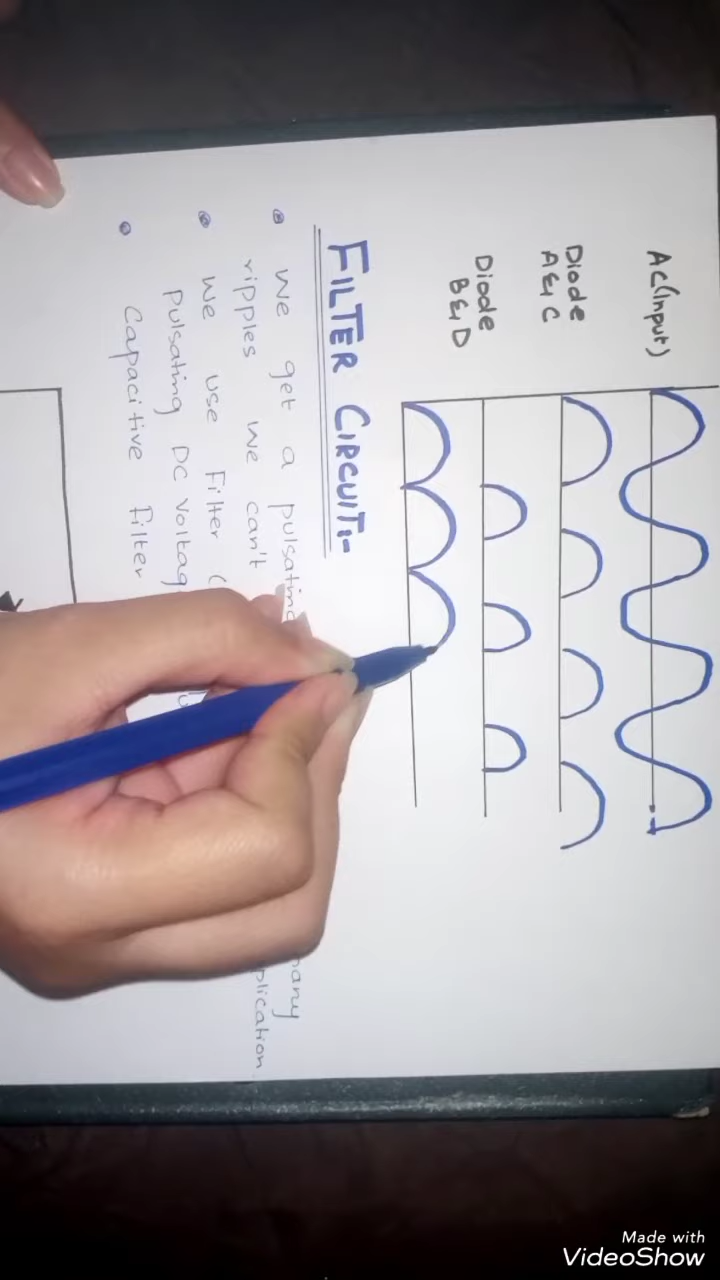 AC(Input)
Diode
A & C
Diode
B & D
FILTER CIRCUIT:-
We get a pulsating many
ripples we can't plication
We use Filter
pulsating DC Voltag
Capacitive Filter
Made with
VideoShow